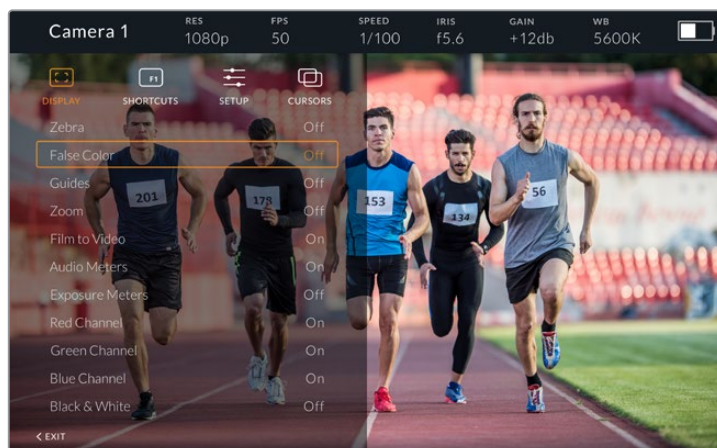 Camera 1
RES FPS SPEED IRIS GAIN WB
1080p 50 1/100 f5.6 +12db 5600K
F1
DISPLAY SHORTCUTS SETUP CURSORS
Zebra Off
False Color Off
Guides Off
Zoom Off
Film to Video On
Audio Meters On
Exposure Meters Off
Red Channel On
Green Channel On
Blue Channel On
Black & White Off
< EXIT
201
178
153
134
56